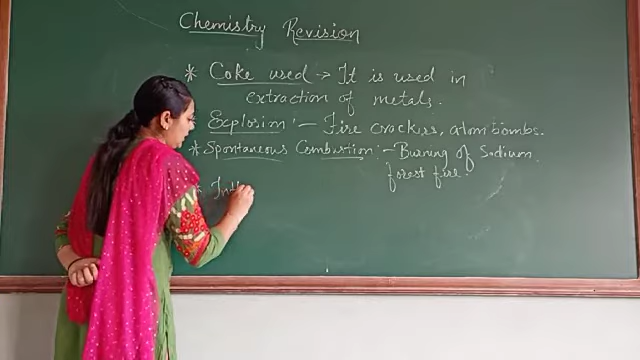 Chemistry Revision
* Coke used → It is used in
extraction of metals.
* Explosion :- Fire crackers, atom bombs.
* Spontaneous Combustion :- Burning of Sodium.
forest fire.
* Inth